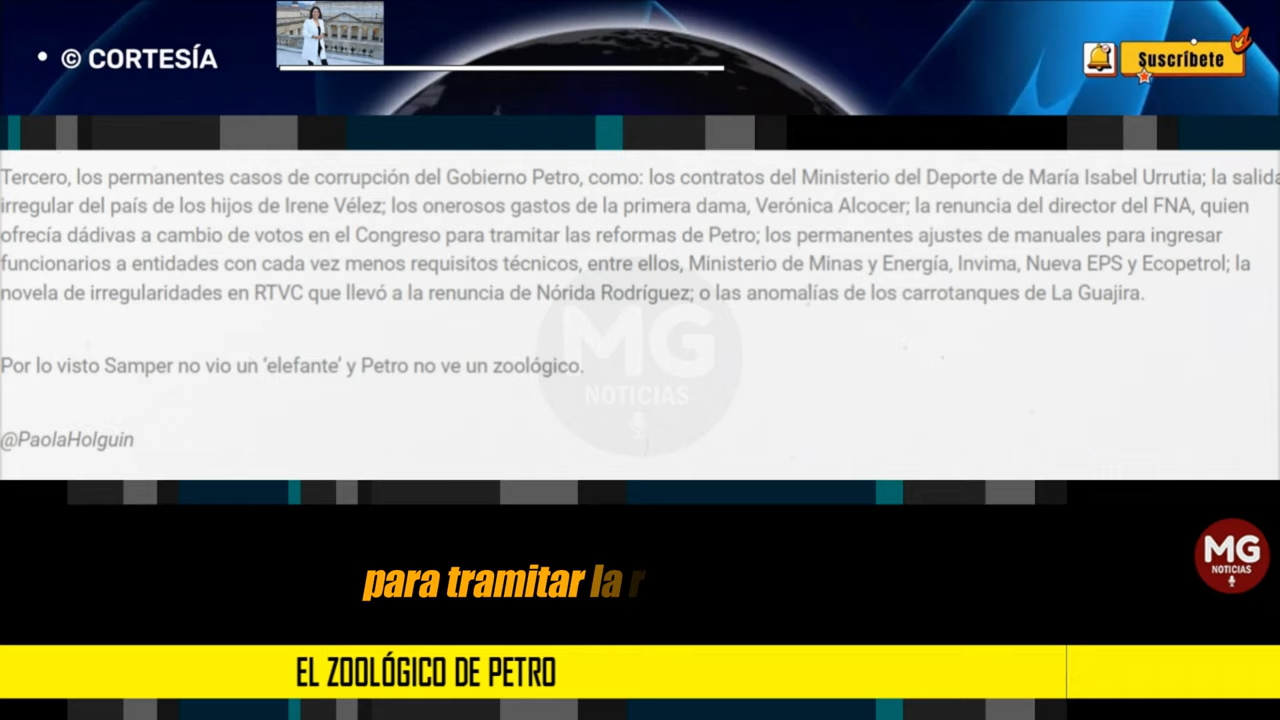 • © CORTESÍA
Suscríbete
Tercero, los permanentes casos de corrupción del Gobierno Petro, como: los contratos del Ministerio del Deporte de María Isabel Urrutia; la salida
irregular del país de los hijos de Irene Vélez; los onerosos gastos de la primera dama, Verónica Alcocer; la renuncia del director del FNA, quien
ofrecía dádivas a cambio de votos en el Congreso para tramitar las reformas de Petro; los permanentes ajustes de manuales para ingresar
funcionarios a entidades con cada vez menos requisitos técnicos, entre ellos, Ministerio de Minas y Energía, Invima, Nueva EPS y Ecopetrol; la
novela de irregularidades en RTVC que llevó a la renuncia de Nórida Rodríguez; o las anomalías de los carrotanques de La Guajira.
Por lo visto Samper no vio un ‘elefante’ y Petro no ve un zoológico.
@PaolaHolguin
MG
NOTICIAS
para tramitar la r
MG
NOTICIAS
EL ZOOLÓGICO DE PETRO